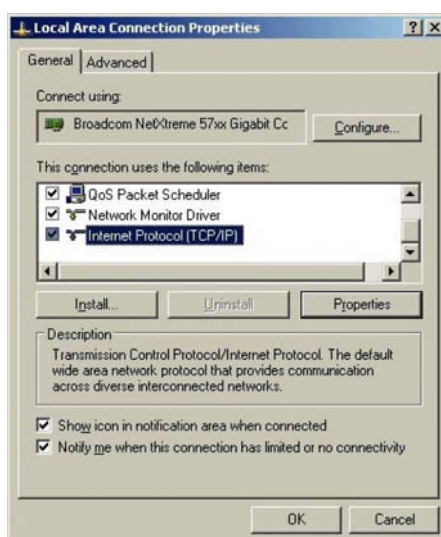 Local Area Connection Properties
General Advanced
Connect using:
Broadcom NetXtreme 57xx Gigabit Cc Configure...
This connection uses the following items:
QoS Packet Scheduler
Network Monitor Driver
Internet Protocol (TCP/IP)
Install... Uninstall Properties
Description
Transmission Control Protocol/Internet Protocol. The default
wide area network protocol that provides communication
across diverse interconnected networks.
Show icon in notification area when connected
Notify me when this connection has limited or no connectivity
OK Cancel